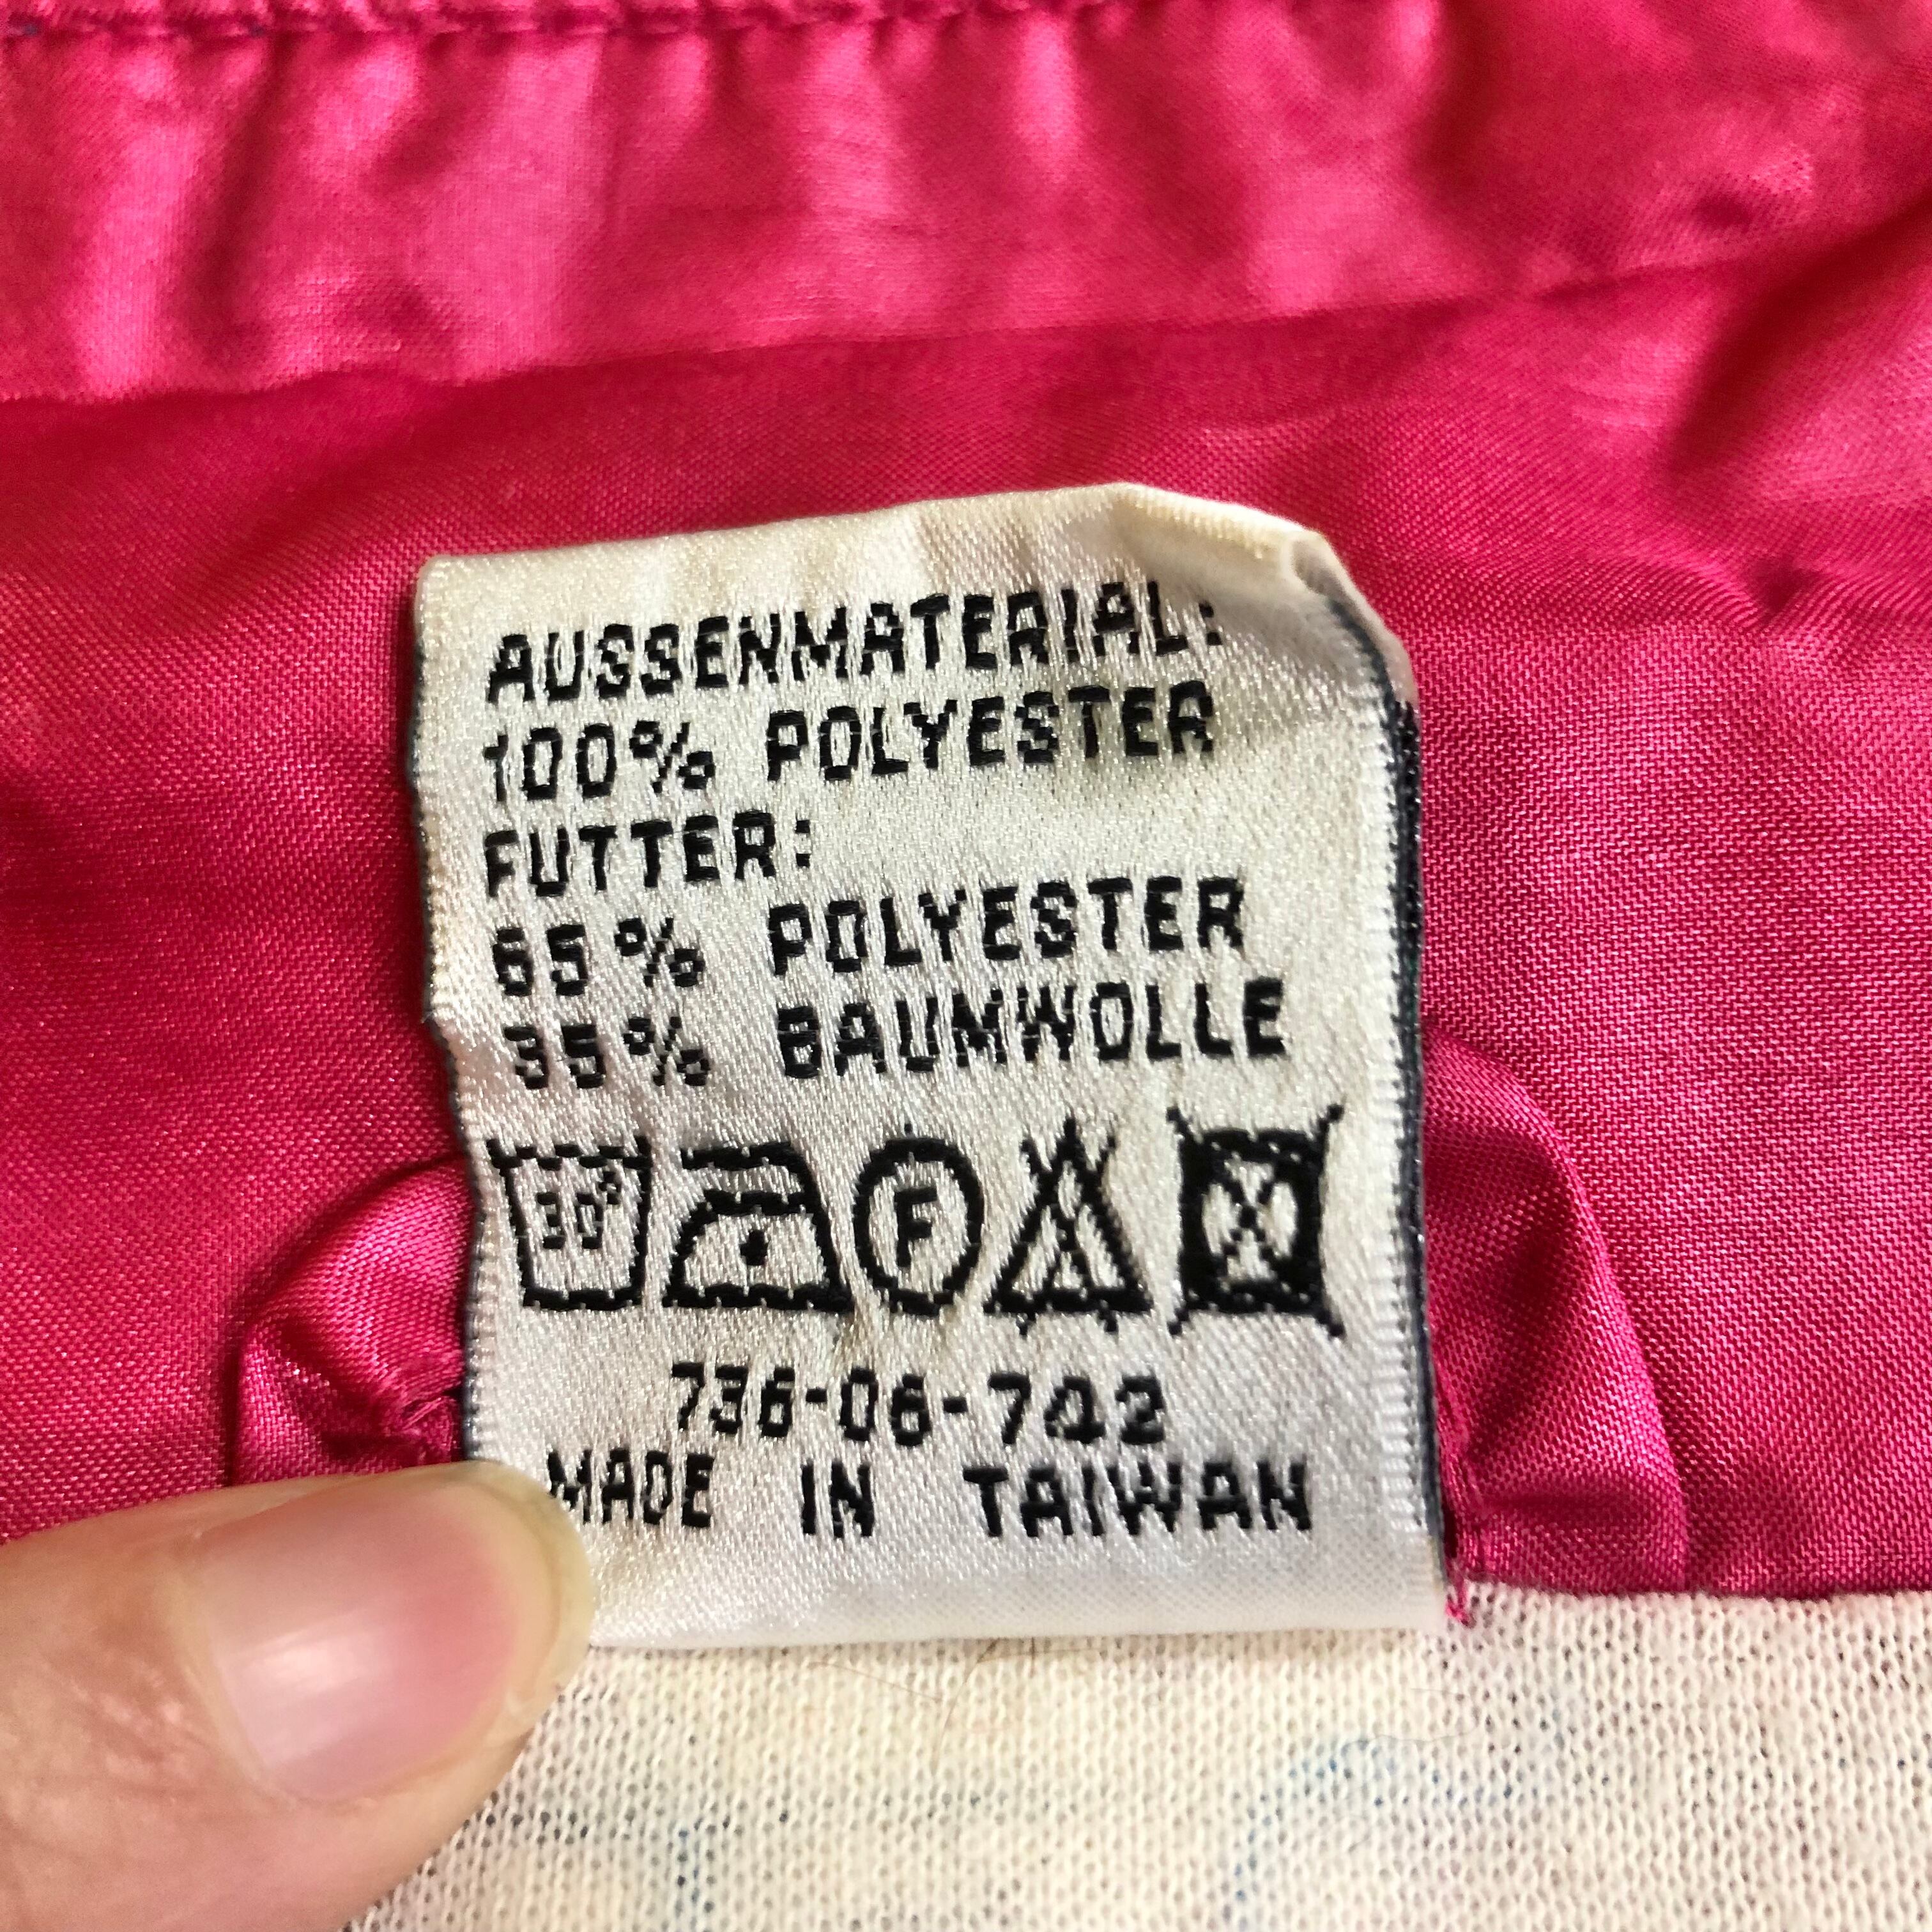 AUSSENMATERIAL:
100% POLYESTER
FUTTER:
65% POLYESTER
35% BAUMWOLLE
30° F
736-06-742
MADE IN TAIWAN